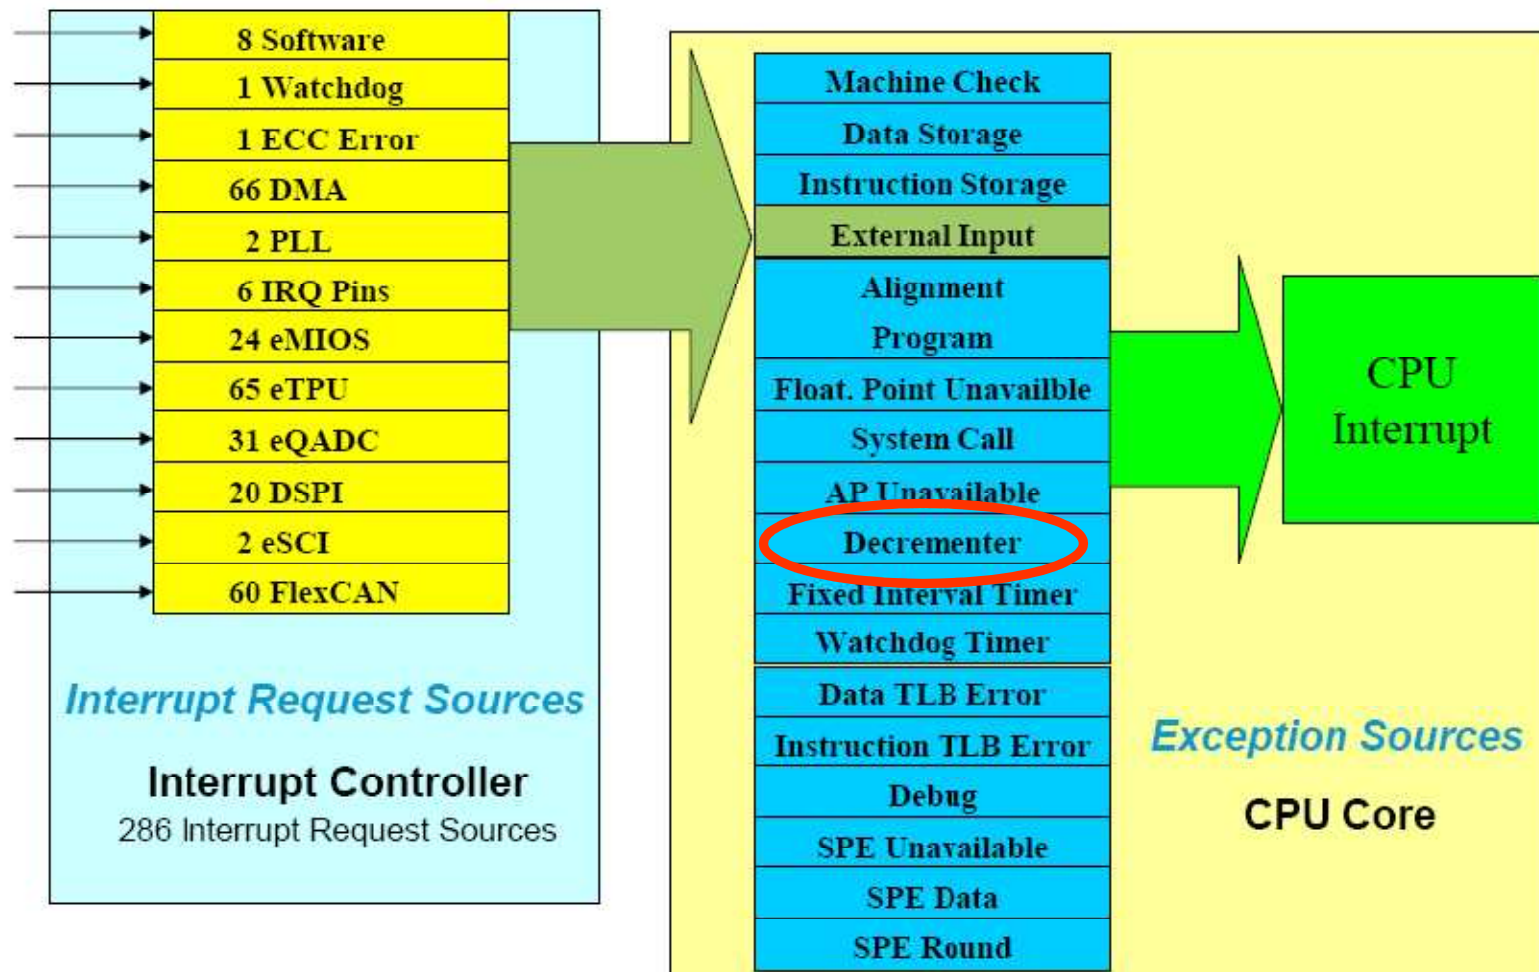 8 Software
1 Watchdog
1 ECC Error
66 DMA
2 PLL
6 IRQ Pins
24 eMIOS
65 eTPU
31 eQADC
20 DSPI
2 eSCI
60 FlexCAN
Interrupt Request Sources
Interrupt Controller
286 Interrupt Request Sources
Machine Check
Data Storage
Instruction Storage
External Input
Alignment
Program
Float. Point Unavailble
System Call
AP Unavailable
Decrementer
Fixed Interval Timer
Watchdog Timer
Data TLB Error
Instruction TLB Error
Debug
SPE Unavailable
SPE Data
SPE Round
CPU
Interrupt
Exception Sources
CPU Core